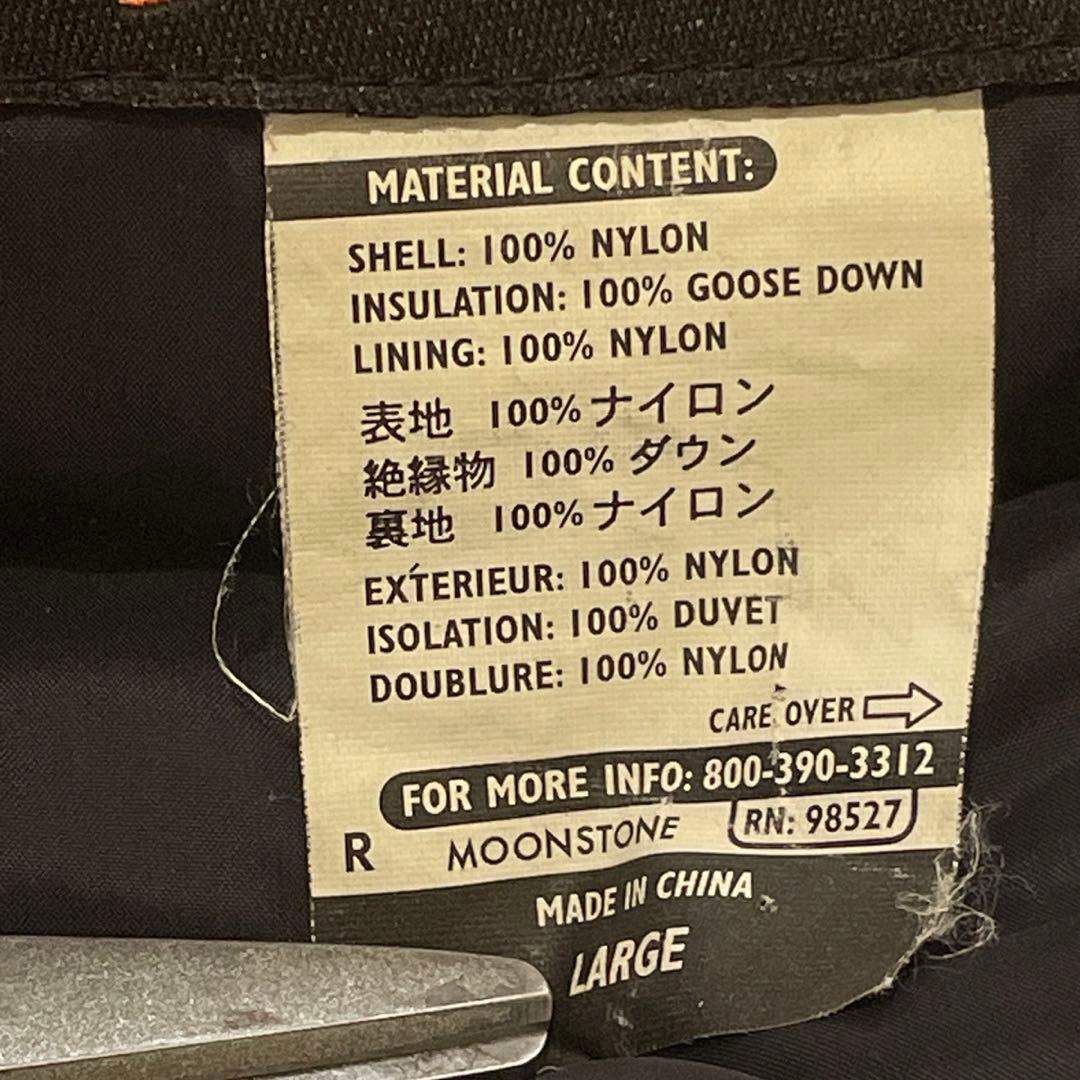 MATERIAL CONTENT:
SHELL: 100% NYLON
INSULATION: 100% GOOSE DOWN
LINING: 100% NYLON
表地 100% ナイロン
絶縁物 100% ダウン
裏地 100% ナイロン
EX'TERIEUR: 100% NYLON
ISOLATION: 100% DUVET
DOUBLURE: 100% NYLON
CARE OVER
FOR MORE INFO: 800-390-3312
R MOONSTONE RN: 98527
MADE IN CHINA
LARGE